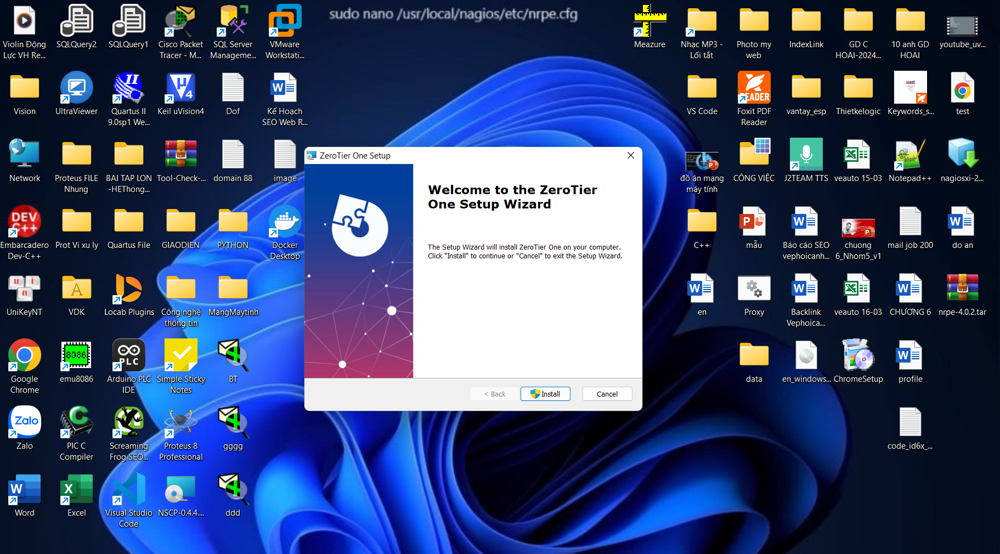 sudo nano /usr/local/nagios/etc/nrpe.cfg
Violin Động
Lực VH Re...
SQLQuery2
SQLQuery1
Cisco Packet
Tracer - M...
SQL Server
Manageme...
VMware
Workstati...
Meazure
Nhạc MP3 -
Lối tắt
Photo my
web
IndexLink
GD C
HOAI-2024...
10 anh GD
HOAI
youtube_uv...
Vision
UltraViewer
Quartus II
9.0sp1 We...
Keil uVision4
Dof
Kế Hoạch
SEO Web R...
VS Code
Foxit PDF
Reader
vantay_esp
Thietkelogic
Keywords_s...
test
Network
Proteus FILE
Nhung
BAI TAP LON
-HEThong...
Tool-Check-...
domain 88
image
đồ án mạng
máy tính
CÔNG VIỆC
J2TEAM TTS
veauto 15-03
Notepad++
nagiosxi-2...
ZeroTier One Setup
Welcome to the ZeroTier
One Setup Wizard
The Setup Wizard will install ZeroTier One on your computer.
Click "Install" to continue or "Cancel" to exit the Setup Wizard.
< Back
Install
Cancel
DEV
C++
Embarcadero
Dev-C++
Prot Vi xu ly
Quartus File
GIAODIEN
PYTHON
Docker
Desktop
C++
mẫu
Báo cáo SEO
vephoicanh...
chuong
6_Nhom5_v1
mail job 200
do an
UniKeyNT
VDK
Locab Plugins
Công nghệ
thông tin
MangMaytinh
en
Proxy
Backlink
Vephoica...
veauto 16-03
CHƯƠNG 6
nrpe-4.0.2.tar
Google
Chrome
8086
emu8086
PLC
Arduino PLC
IDE
Simple Sticky
Notes
BT
data
en_windows...
ChromeSetup
profile
Zalo
Zalo
PIC C
Compiler
Screaming
Frog SEO...
Proteus 8
Professional
gggg
code_id6x_...
Word
Excel
Visual Studio
Code
NSCP-0.4.4....
ddd